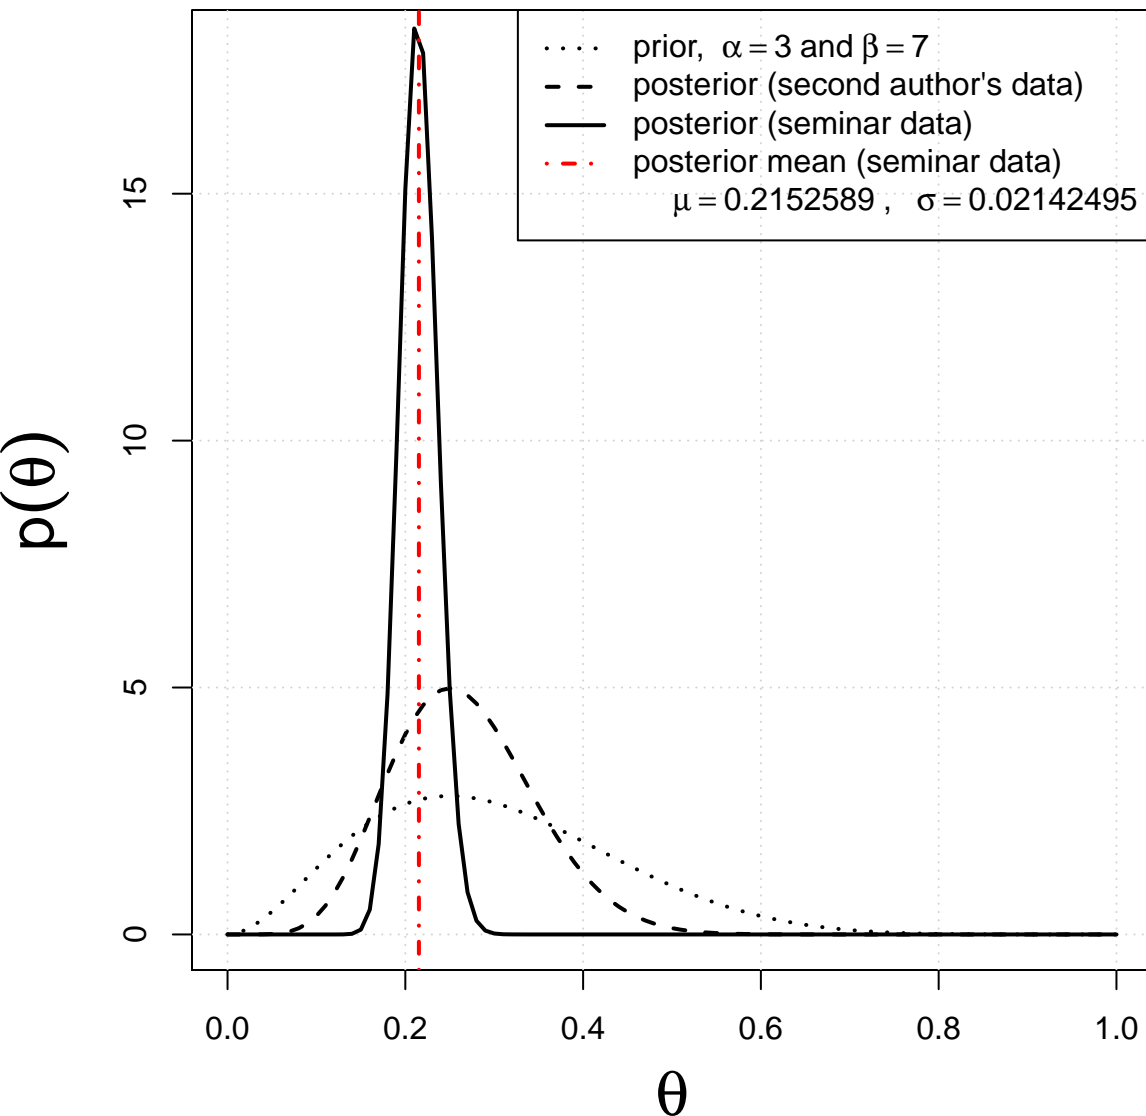 prior, α = 3 and β = 7
posterior (second author's data)
posterior (seminar data)
posterior mean (seminar data)
μ = 0.2152589 , σ = 0.02142495
p(θ)
15
10
5
0
0.0 0.2 0.4 0.6 0.8 1.0
θ